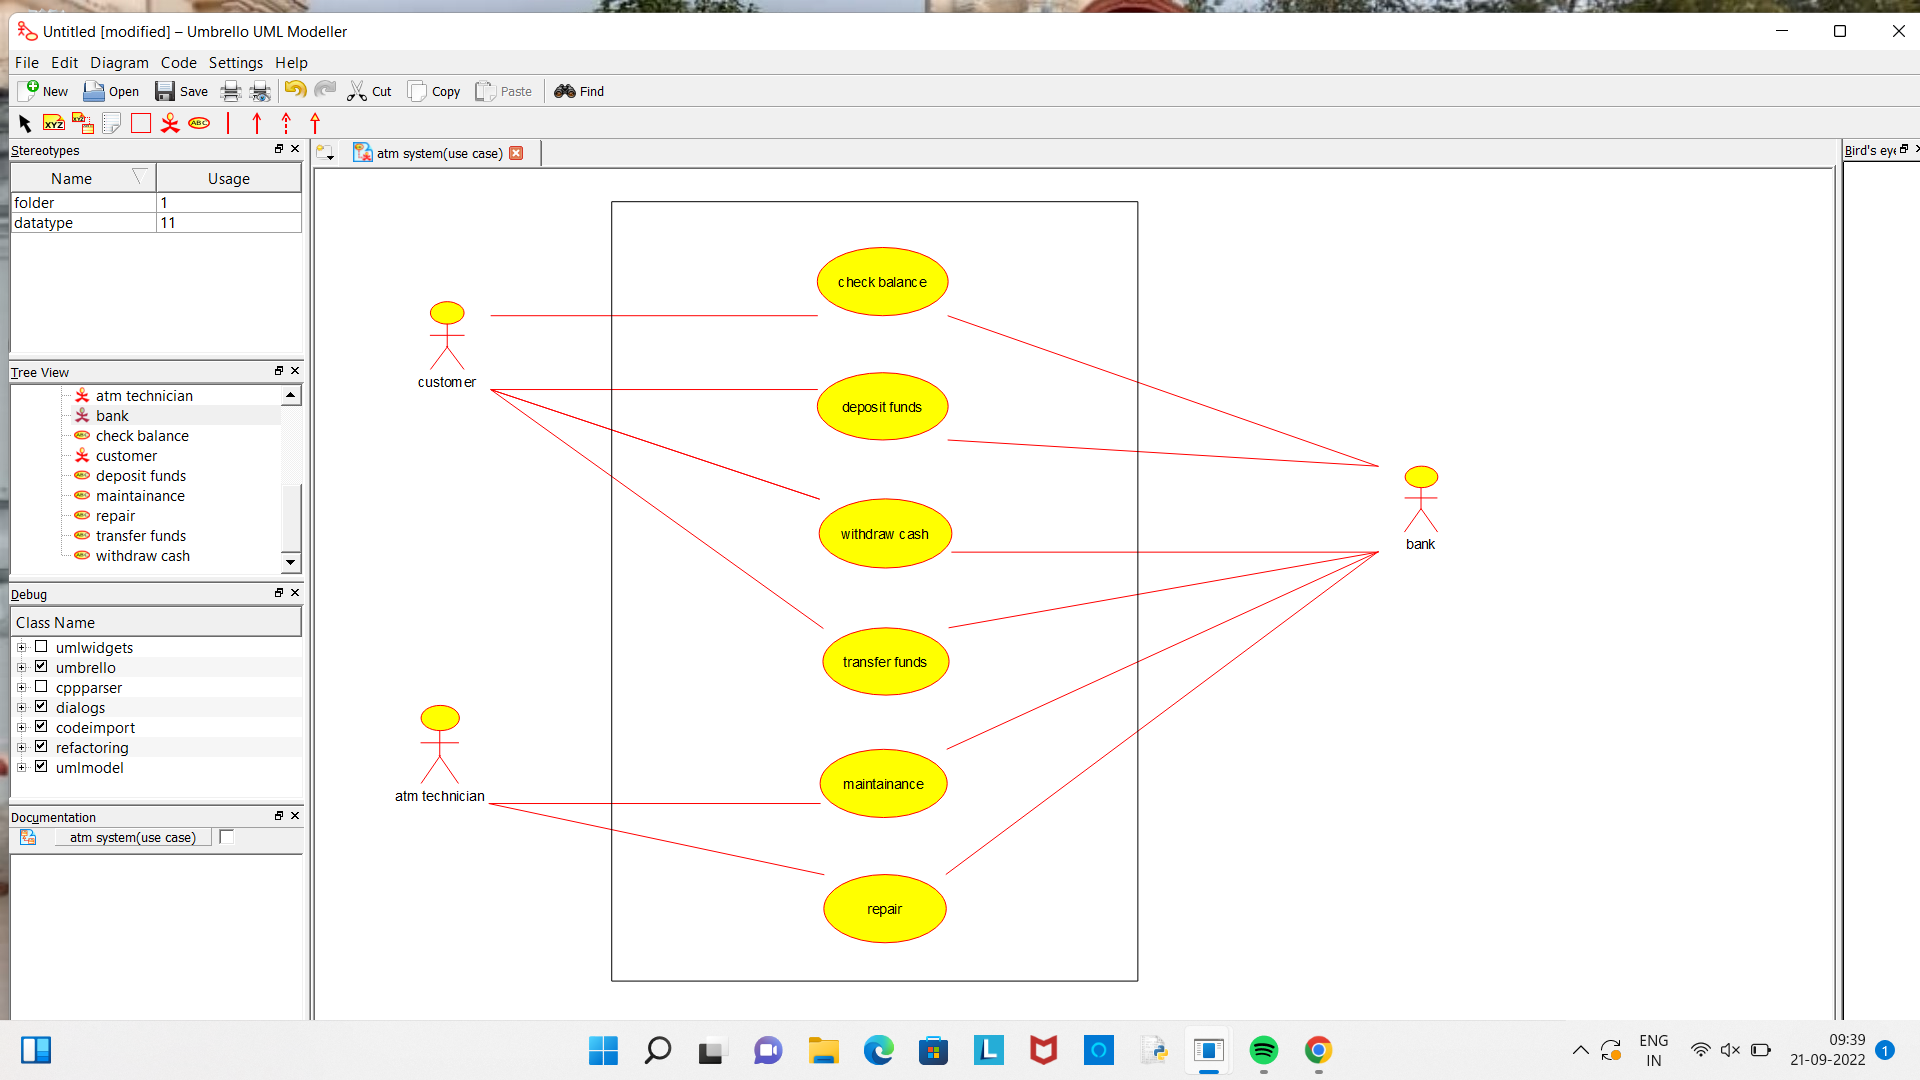 Untitled [modified] – Umbrello UML Modeller
File Edit Diagram Code Settings Help
New Open Save Cut Copy Paste Find
XYZ ABC
Stereotypes
atm system(use case)
Bird's eye
Name Usage
folder 1
datatype 11
Tree View
atm technician
bank
check balance
customer
deposit funds
maintainance
repair
transfer funds
withdraw cash
Debug
Class Name
umlwidgets
umbrello
cppparser
dialogs
codeimport
refactoring
umlmodel
Documentation
atm system(use case)
check balance
customer
deposit funds
withdraw cash
bank
transfer funds
maintainance
atm technician
repair
ENG
IN
09:39
21-09-2022
1